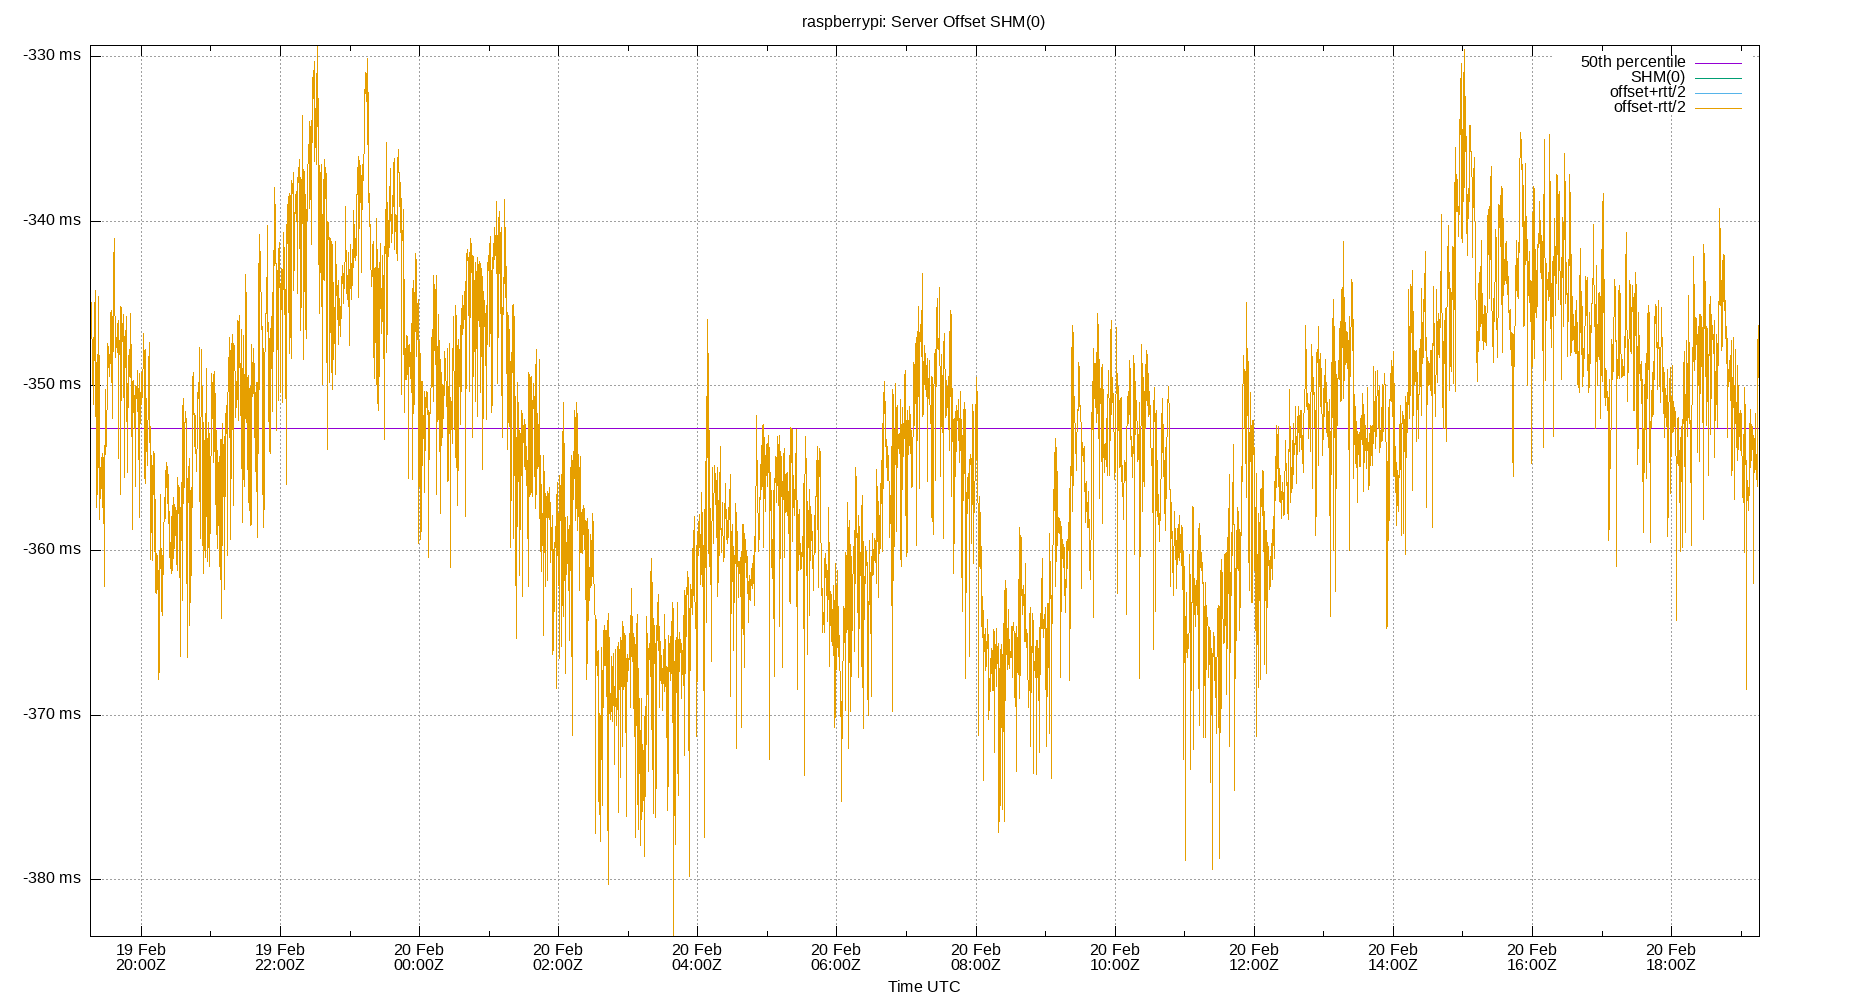 raspberrypi: Server Offset SHM(0)
-330 ms
-340 ms
-350 ms
-360 ms
-370 ms
-380 ms
50th percentile
SHM(0)
offset+rtt/2
offset-rtt/2
19 Feb 19 Feb 20 Feb 20 Feb 20 Feb 20 Feb 20 Feb 20 Feb 20 Feb 20 Feb 20 Feb 20 Feb
20:00Z 22:00Z 00:00Z 02:00Z 04:00Z 06:00Z 08:00Z 10:00Z 12:00Z 14:00Z 16:00Z 18:00Z
Time UTC